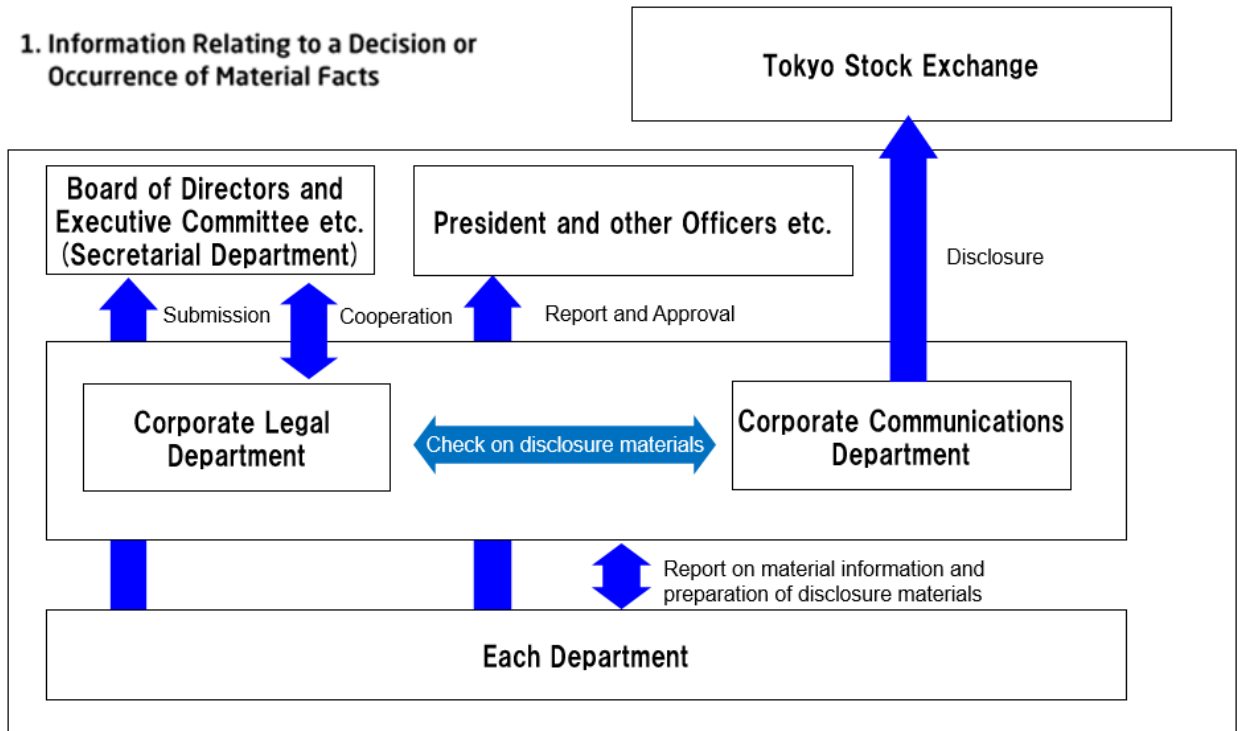 1. Information Relating to a Decision or
Occurrence of Material Facts
Tokyo Stock Exchange
Board of Directors and
Executive Committee etc.
(Secretarial Department)
President and other Officers etc.
Disclosure
Submission
Cooperation
Report and Approval
Corporate Legal
Department
Check on disclosure materials
Corporate Communications
Department
Report on material information and
preparation of disclosure materials
Each Department